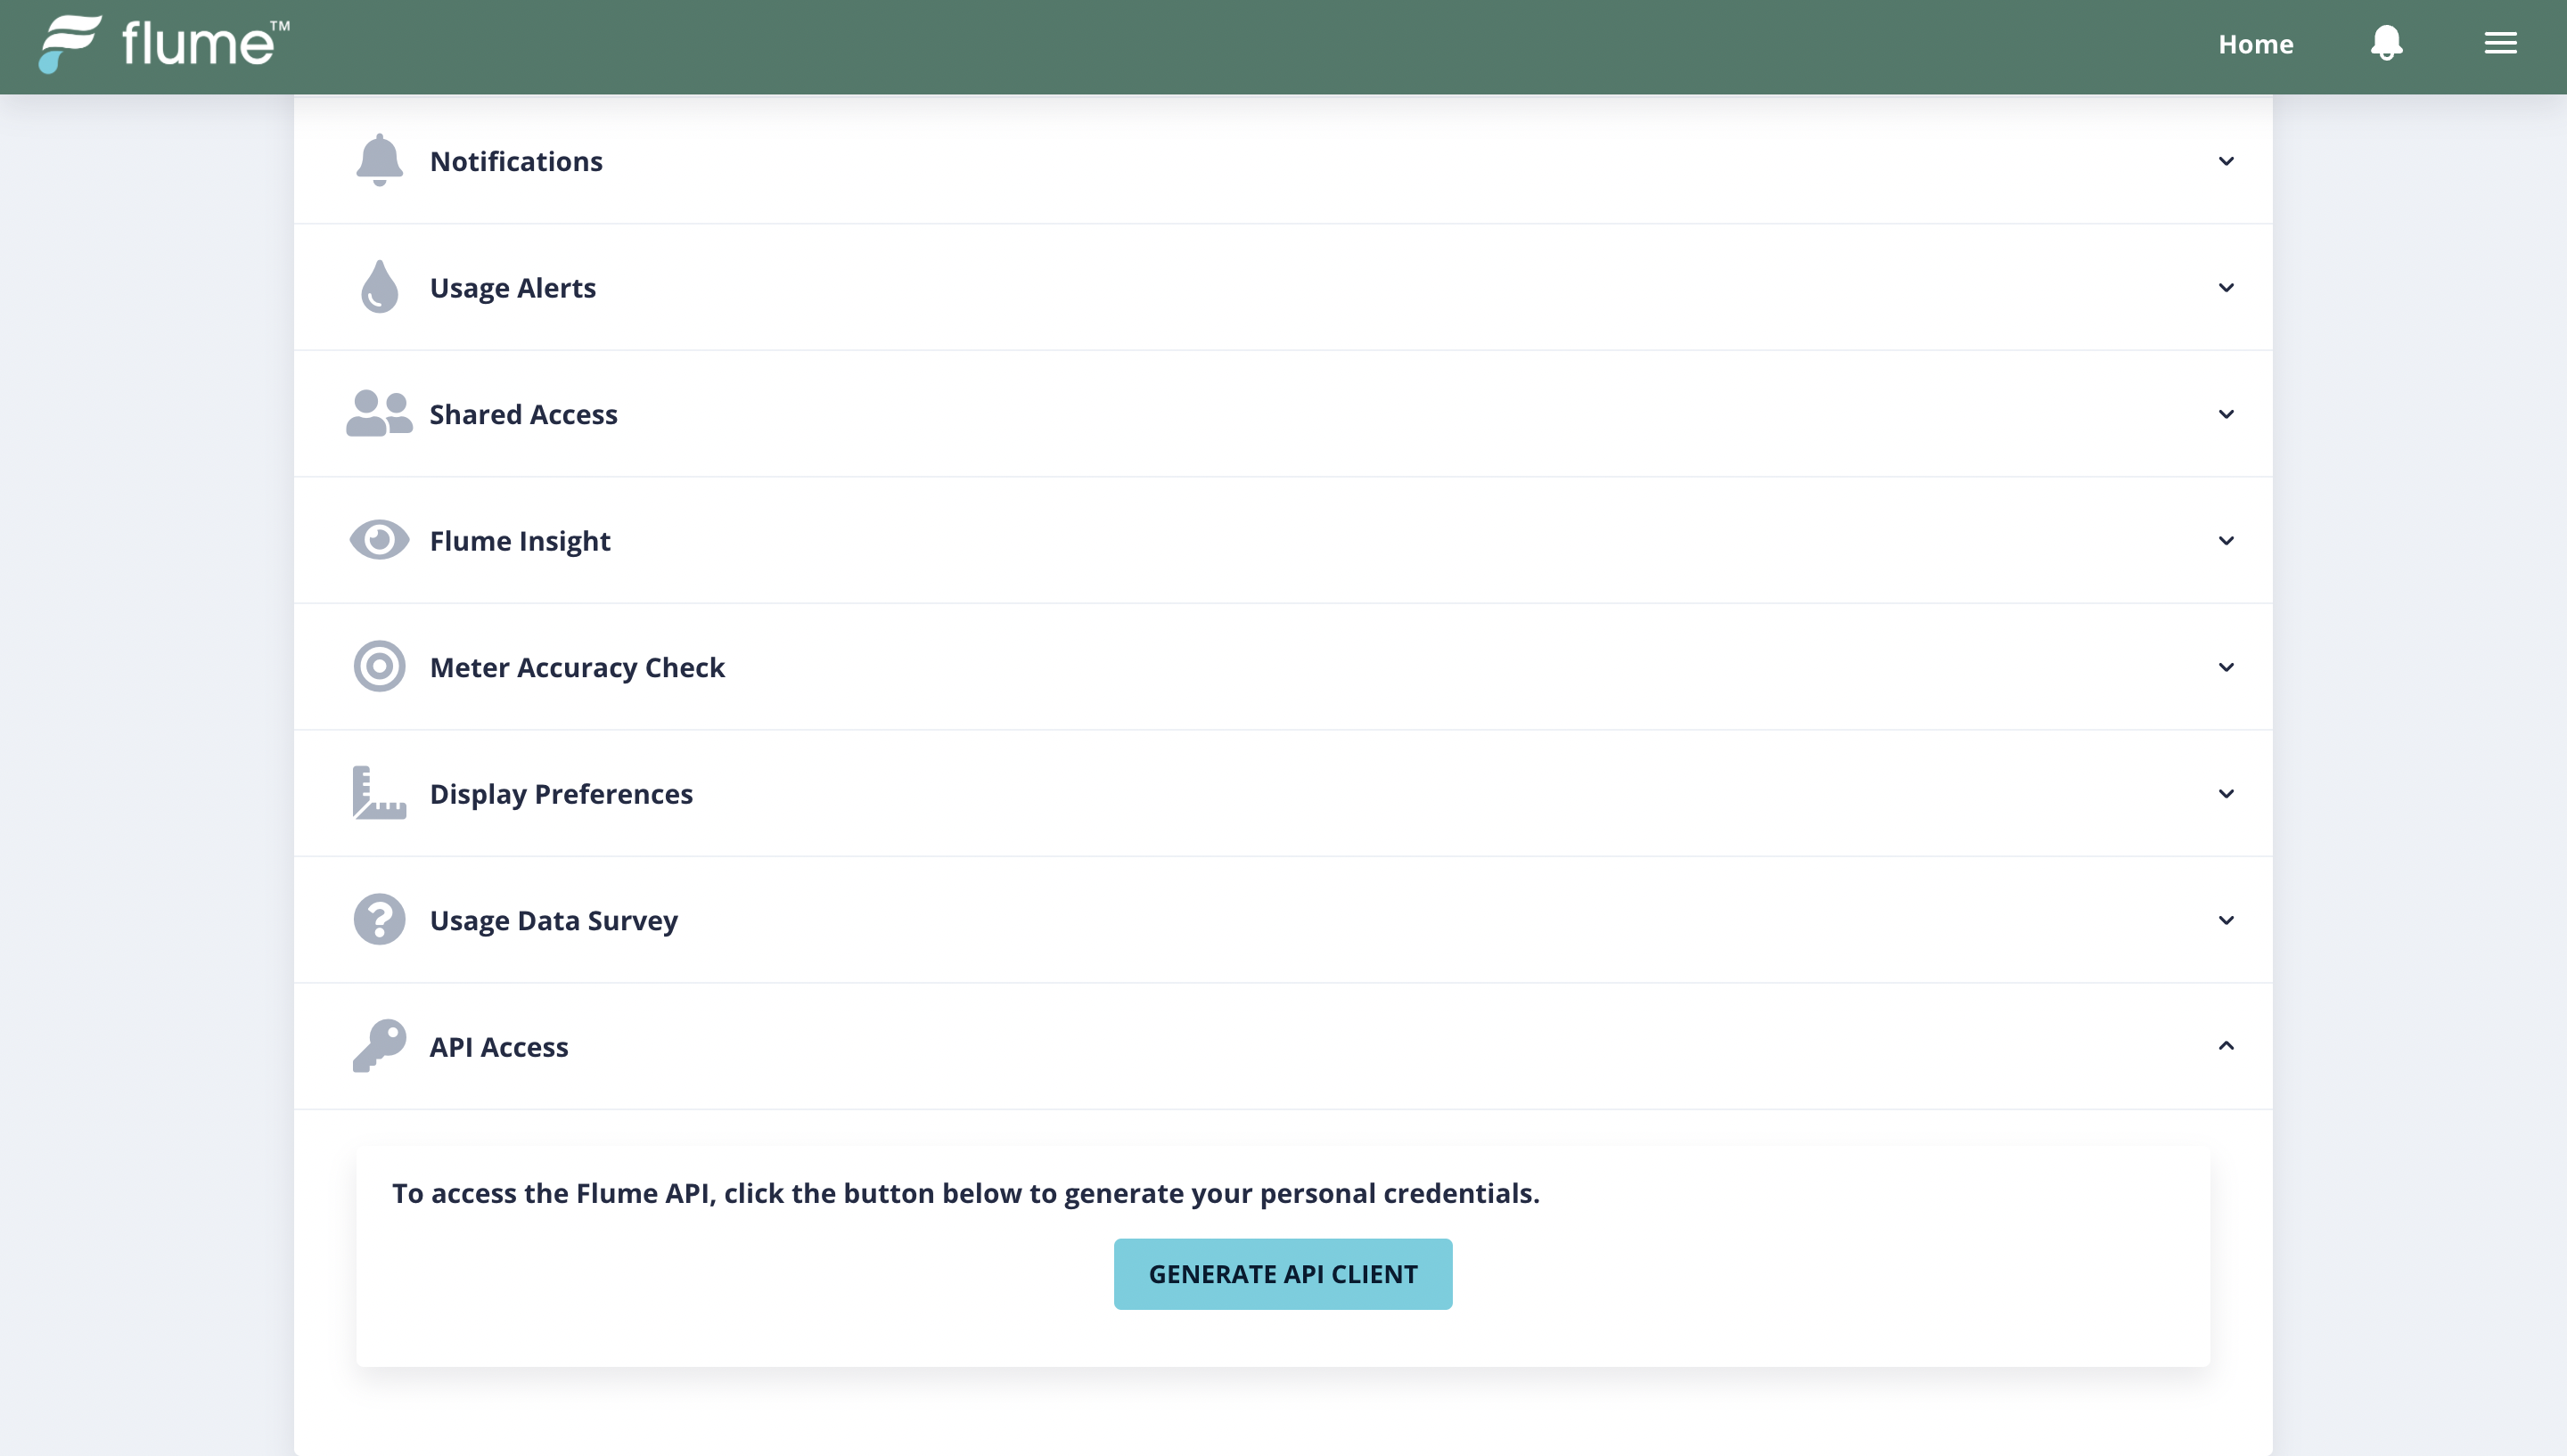 flume™
Home
Notifications
Usage Alerts
Shared Access
Flume Insight
Meter Accuracy Check
Display Preferences
Usage Data Survey
API Access
To access the Flume API, click the button below to generate your personal credentials.
GENERATE API CLIENT